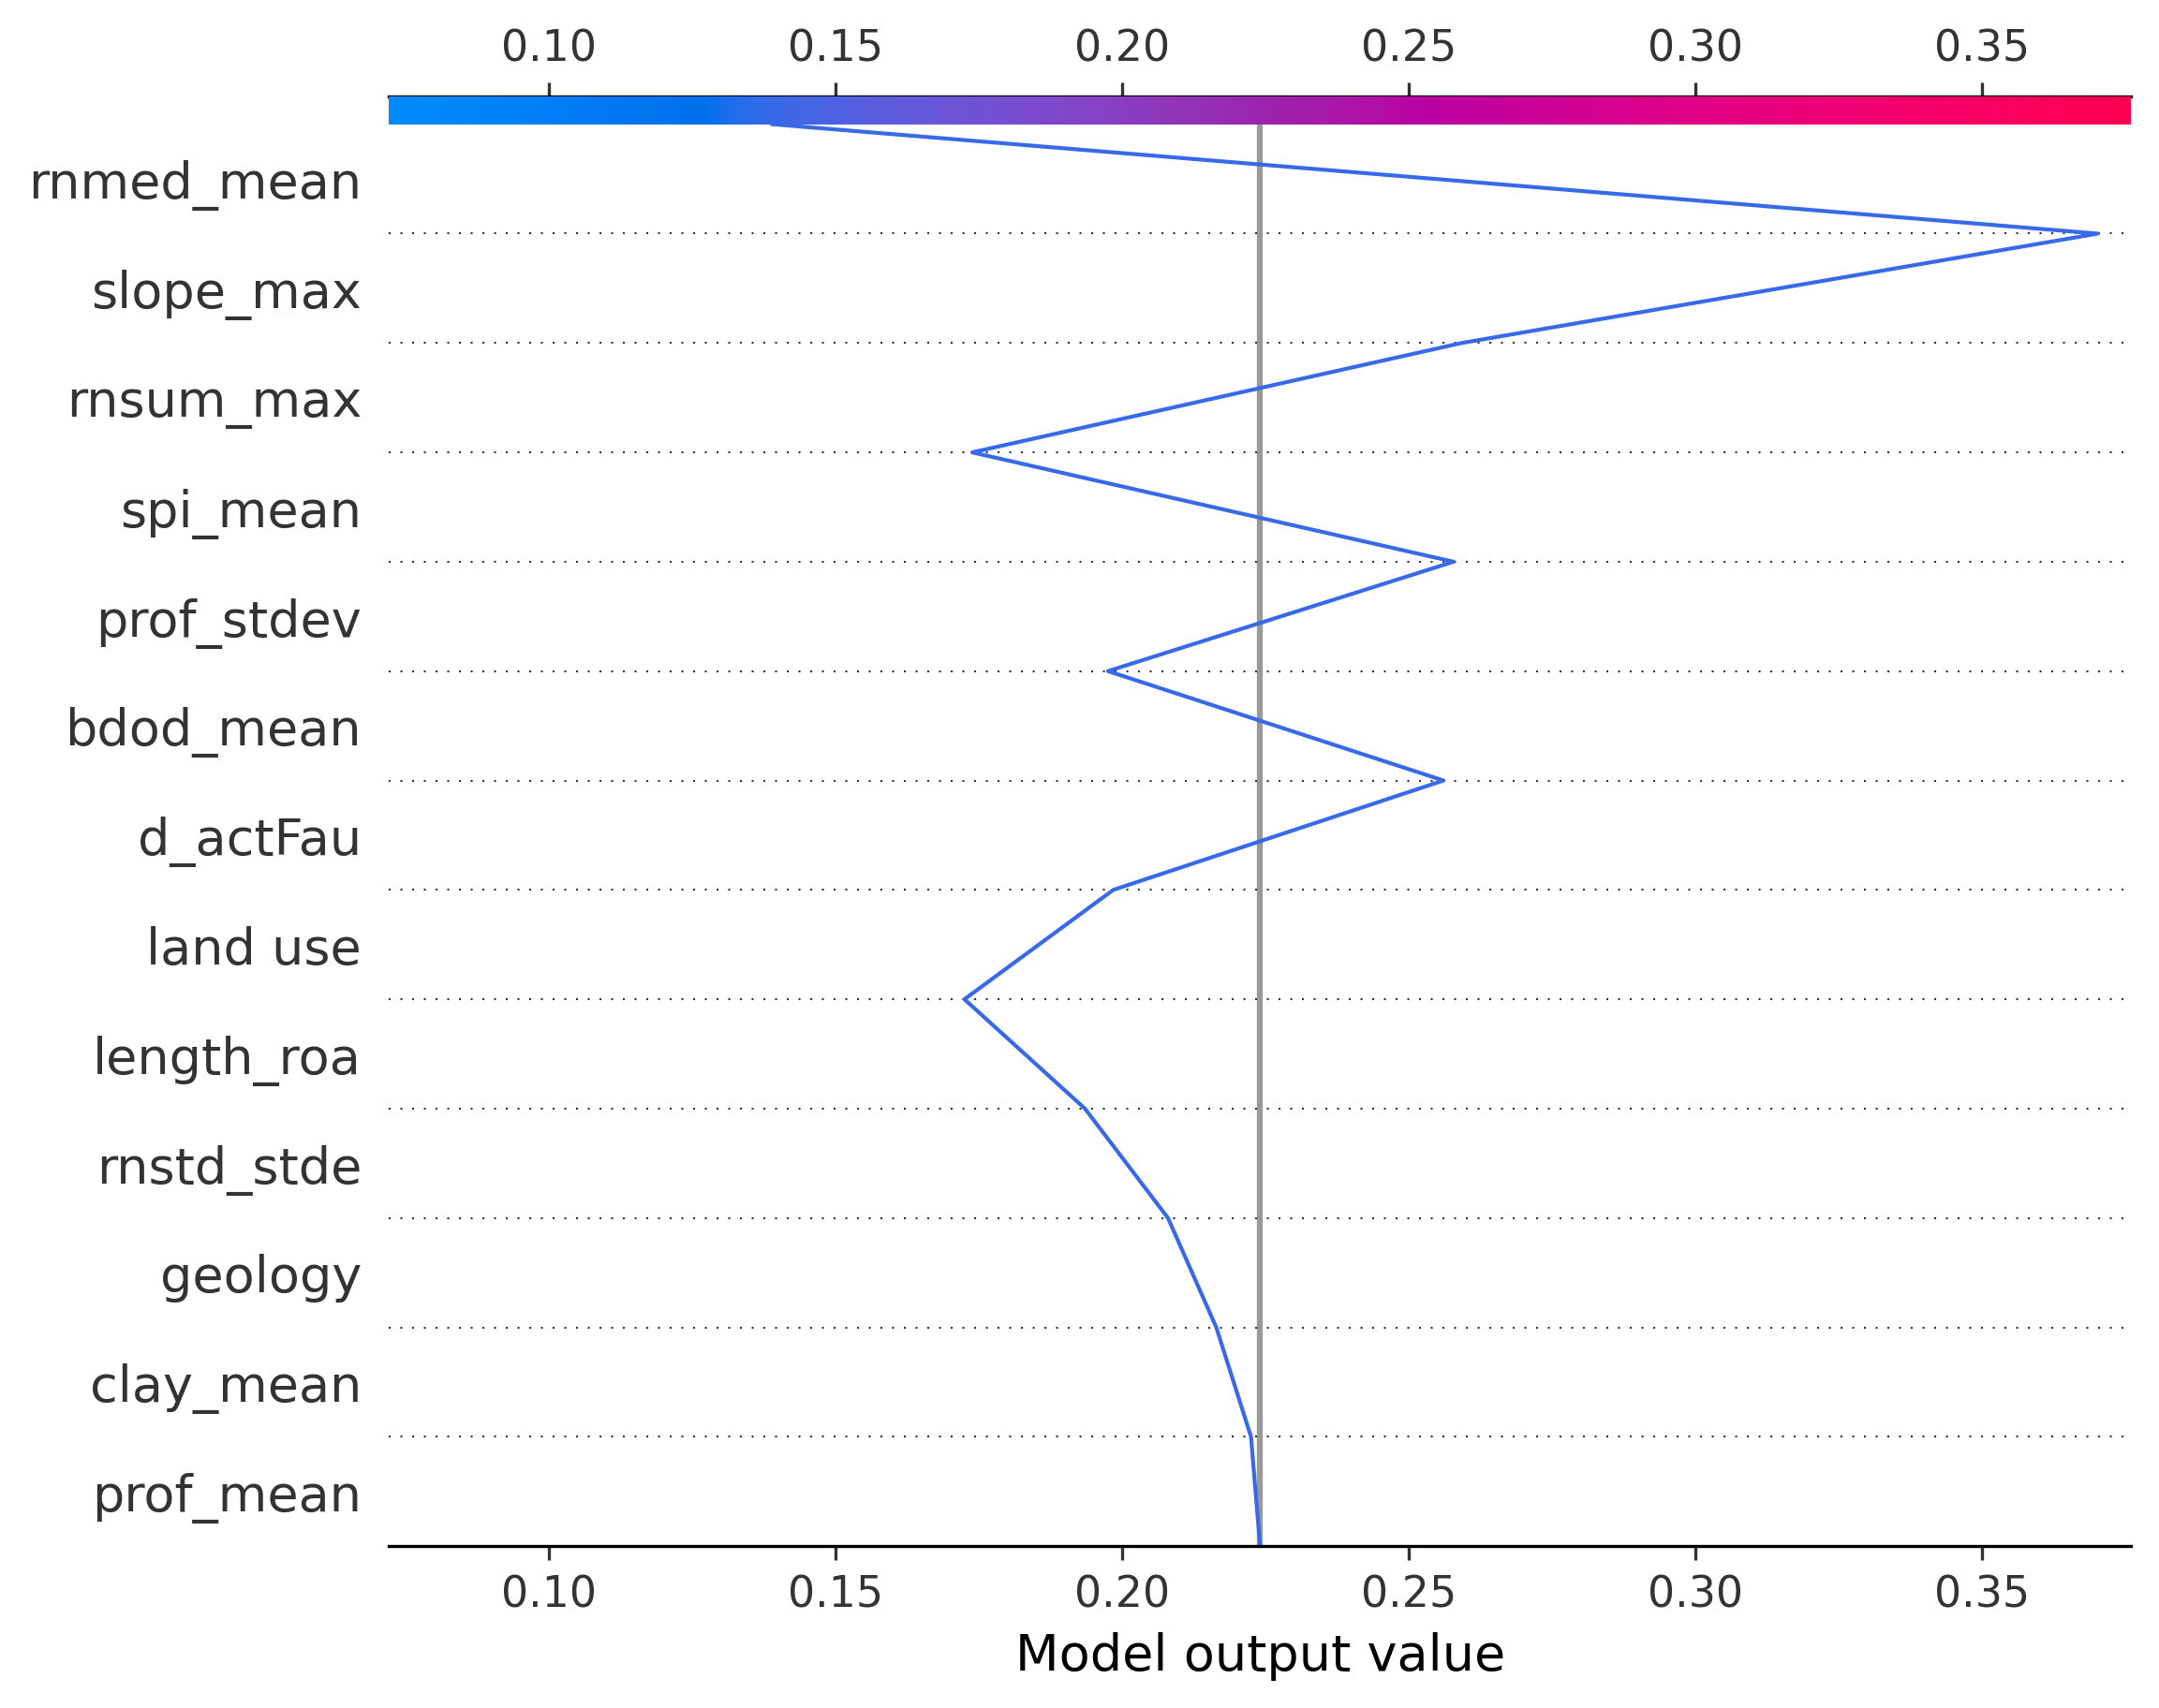 0.10 0.15 0.20 0.25 0.30 0.35
rnmed_mean
slope_max
rnsum_max
spi_mean
prof_stdev
bdod_mean
d_actFau
land use
length_roa
rnstd_stde
geology
clay_mean
prof_mean
0.10 0.15 0.20 0.25 0.30 0.35
Model output value